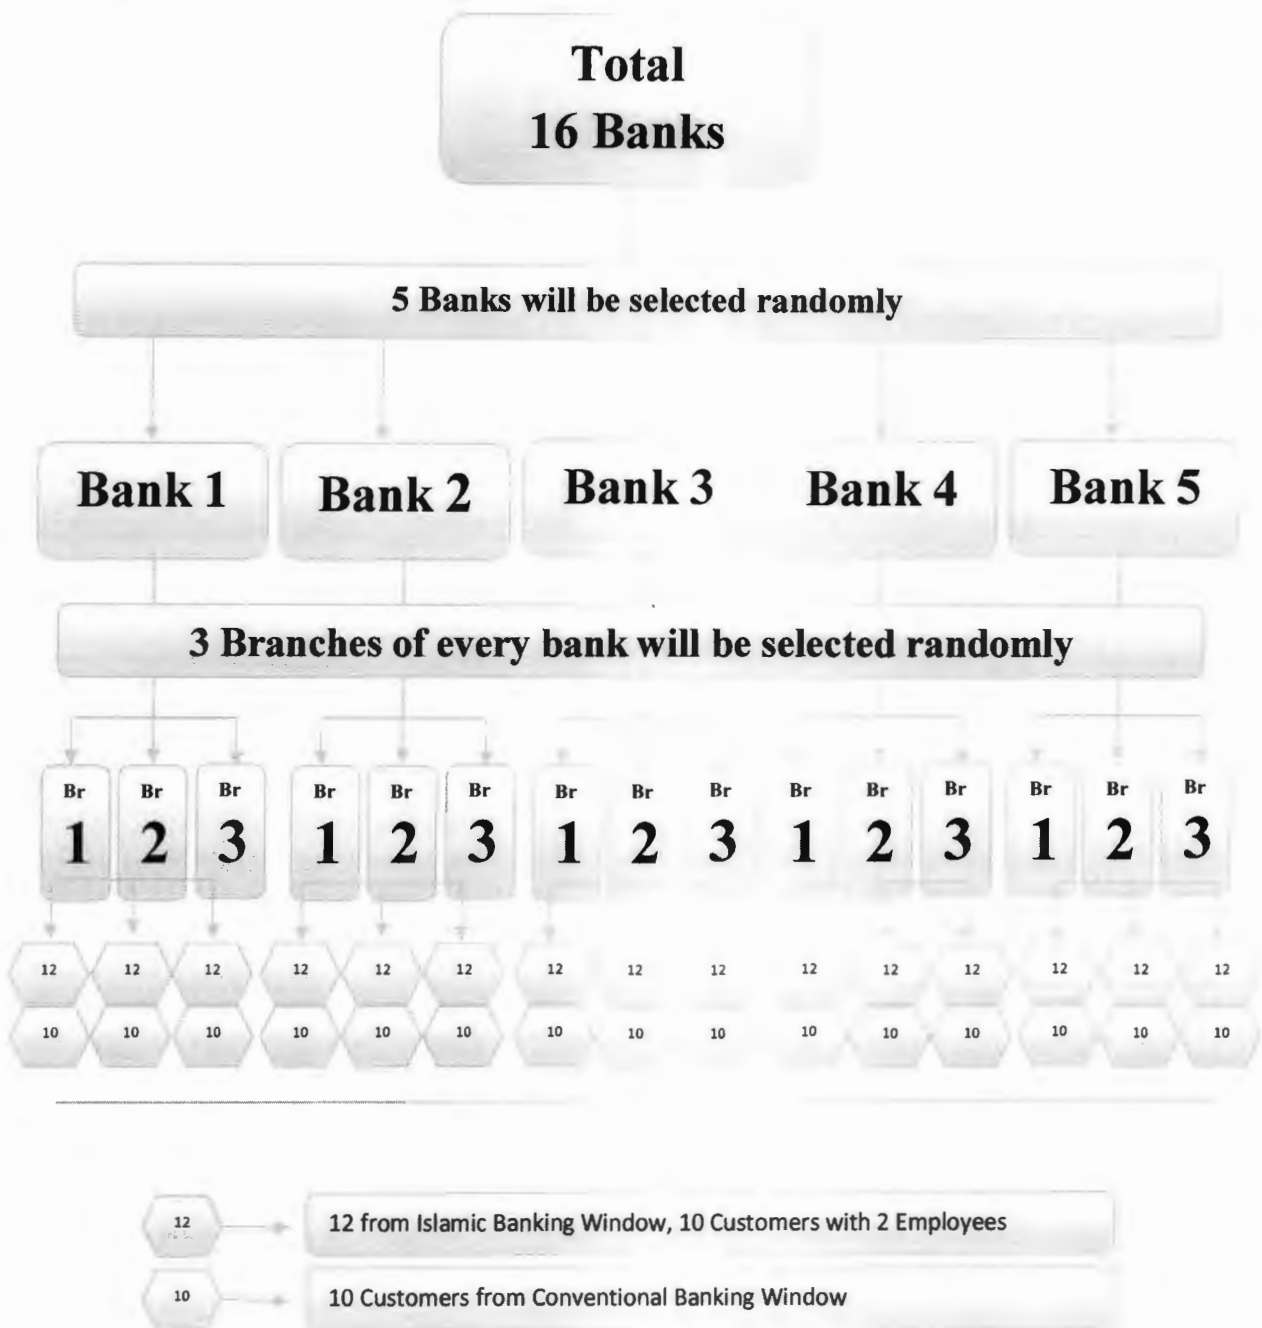 Total
16 Banks
5 Banks will be selected randomly
Bank 1 Bank 2 Bank 3 Bank 4 Bank 5
3 Branches of every bank will be selected randomly
Br Br Br Br Br Br Br Br Br Br Br Br Br Br Br
1 2 3 1 2 3 1 2 3 1 2 3 1 2 3
12 12 12 12 12 12 12 12 12 12 12 12 12 12 12
10 10 10 10 10 10 10 10 10 10 10 10 10 10 10
12 12 from Islamic Banking Window, 10 Customers with 2 Employees
10 10 Customers from Conventional Banking Window